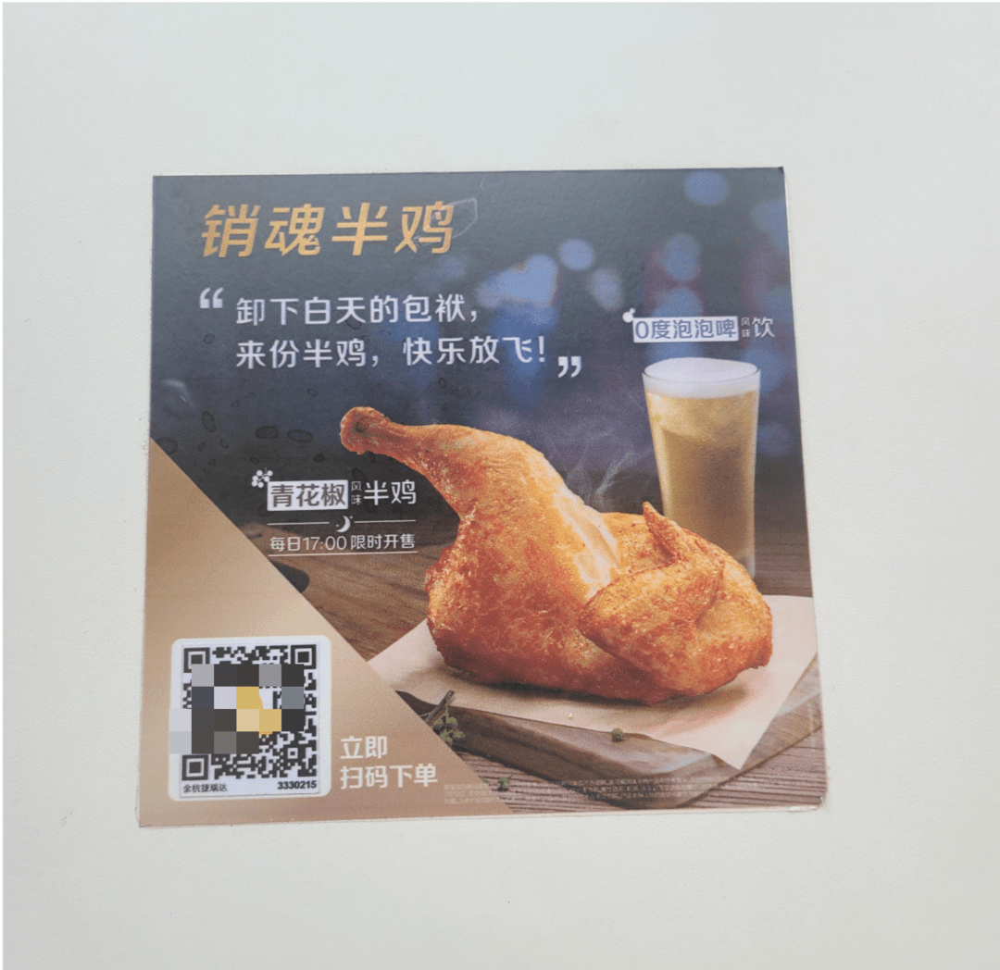 销魂半鸡
“卸下白天的包袱，
来份半鸡，快乐放飞！”
0度泡泡啤风味饮
青花椒风味半鸡
每日17:00限时开售
立即
扫码下单
余杭捷瑞达 3330215